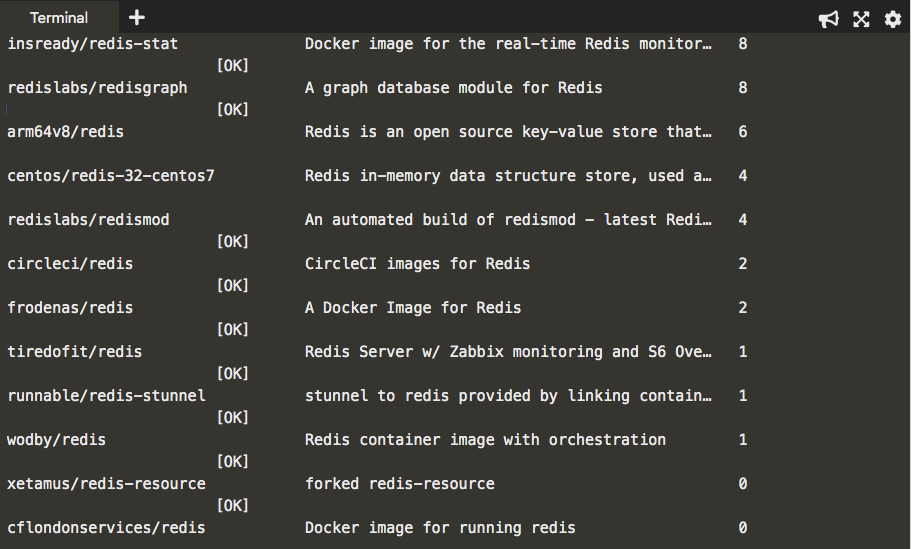 Terminal
insready/redis-stat Docker image for the real-time Redis monitor… 8
[OK]
redislabs/redisgraph A graph database module for Redis 8
[OK]
arm64v8/redis Redis is an open source key-value store that… 6
centos/redis-32-centos7 Redis in-memory data structure store, used a… 4
redislabs/redismod An automated build of redismod - latest Redi… 4
[OK]
circleci/redis CircleCI images for Redis 2
[OK]
frodenas/redis A Docker Image for Redis 2
[OK]
tiredofit/redis Redis Server w/ Zabbix monitoring and S6 Ove… 1
[OK]
runnable/redis-stunnel stunnel to redis provided by linking contain… 1
[OK]
wodby/redis Redis container image with orchestration 1
[OK]
xetamus/redis-resource forked redis-resource 0
[OK]
cflondonservices/redis Docker image for running redis 0